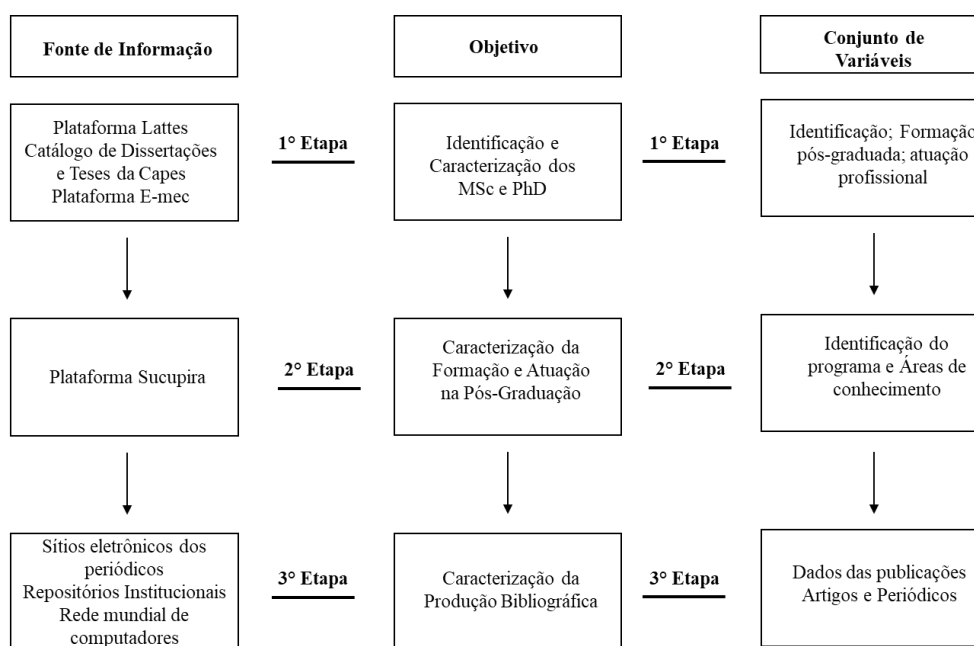 Fonte de Informação
Objetivo
Conjunto de
Variáveis
Plataforma Lattes
Catálogo de Dissertações
e Teses da Capes
Plataforma E-mec
1° Etapa
Identificação e
Caracterização dos
MSc e PhD
1° Etapa
Identificação; Formação
pós-graduada; atuação
profissional
Plataforma Sucupira
2° Etapa
Caracterização da
Formação e Atuação
na Pós-Graduação
2° Etapa
Identificação do
programa e Áreas de
conhecimento
Sítios eletrônicos dos
periódicos
Repositórios Institucionais
Rede mundial de
computadores
3° Etapa
Caracterização da
Produção Bibliográfica
3° Etapa
Dados das publicações
Artigos e Periódicos